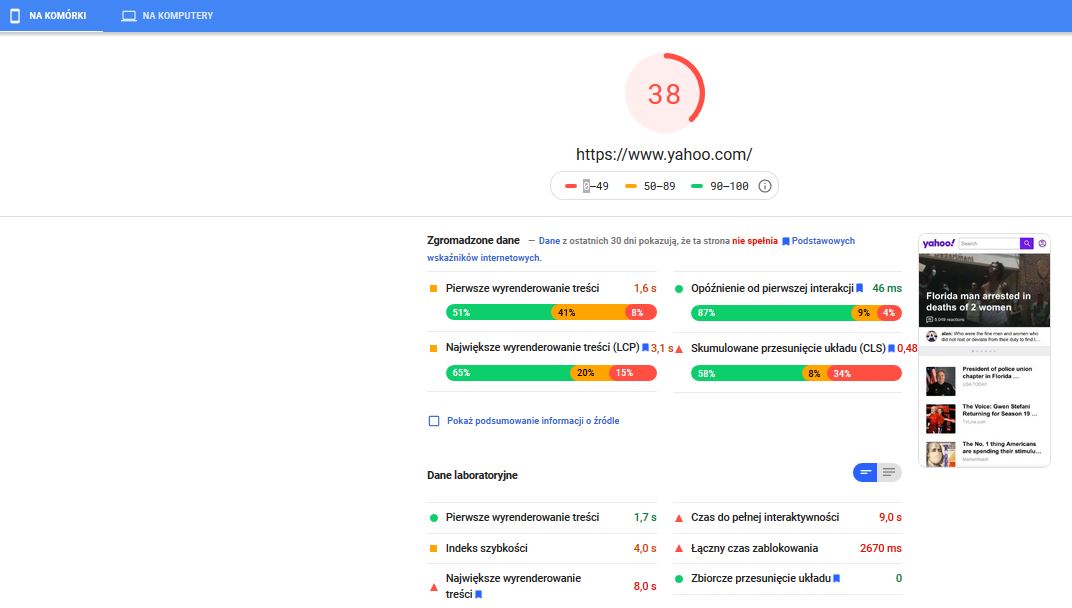 NA KOMÓRKI
NA KOMPUTERY
38
https://www.yahoo.com/
0–49
50–89
90–100
Zgromadzone dane — Dane z ostatnich 30 dni pokazują, że ta strona nie spełnia Podstawowych
wskaźników internetowych.
Pierwsze wyrenderowanie treści 1,6 s
51% 41% 8%
Opóźnienie od pierwszej interakcji 46 ms
87% 9% 4%
Największe wyrenderowanie treści (LCP) 3,1 s
65% 20% 15%
Skumulowane przesunięcie układu (CLS) 0,48
58% 8% 34%
Pokaż podsumowanie informacji o źródle
Dane laboratoryjne
Pierwsze wyrenderowanie treści 1,7 s
Czas do pełnej interaktywności 9,0 s
Indeks szybkości 4,0 s
Łączny czas zablokowania 2670 ms
Największe wyrenderowanie
treści 8,0 s
Zbiorcze przesunięcie układu 0
yahoo!
Search
Florida man arrested in
deaths of 2 women
5,049 reactions
alan: Who were the fine men and women who
did not rest or deviate from their duty to find t...
President of police union
chapter in Florida ...
USA TODAY
The Voice: Gwen Stefani
Returning for Season 19 ...
TVLine.com
The No. 1 thing Americans
are spending their stimulu...
MarketWatch